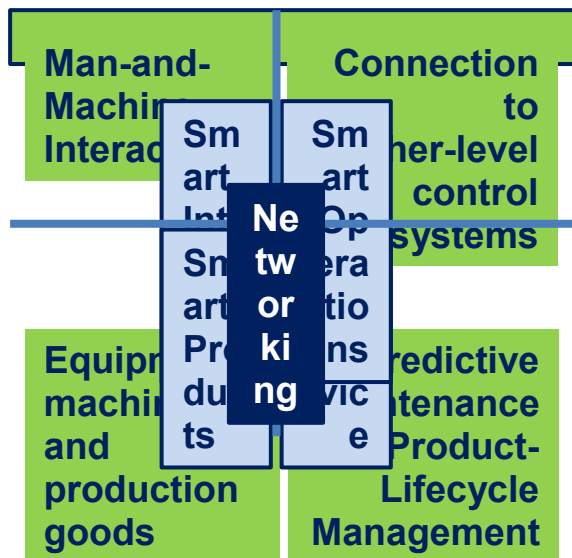 Man-and-
Machine
Interac
Connection
to
her-level
control
systems
Sm
art
Int
Sm
art
Op
era
tio
ns
Sm
art
Pro
du
ts
vic
e
Ne
tw
or
ki
ng
Equip
machin
and
production
goods
redictive
ntenance
Product-
Lifecycle
Management